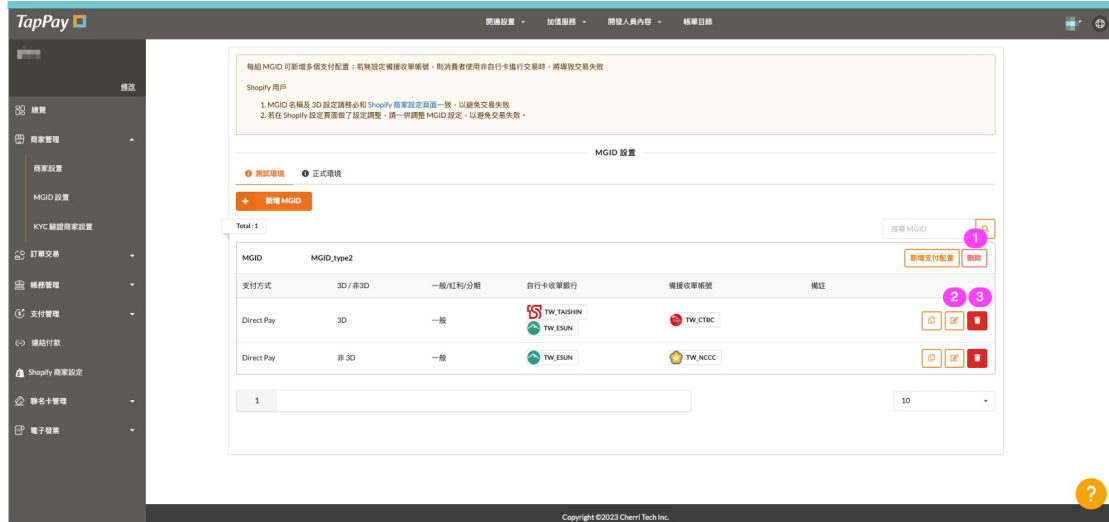 TapPay
開通設置
加值服務
開發人員內容
帳單目錄
修改
總覽
商家管理
商家設置
MGID 設置
KYC 驗證商家設置
訂單交易
帳務管理
支付管理
連結付款
Shopify 商家設定
聯名卡管理
電子發票
每組 MGID 可新增多個支付配置；若無設定備援收單帳號，則消費者使用非自行卡進行交易時，將導致交易失敗
Shopify 用戶
1. MGID 名稱及 3D 設定請務必和 Shopify 商家設定頁面一致，以避免交易失敗
2. 若在 Shopify 設定頁面做了設定調整，請一併調整 MGID 設定，以避免交易失敗。
MGID 設置
測試環境
正式環境
+ 新增 MGID
Total : 1
搜尋 MGID
1
MGID MGID_type2 新增支付配置 刪除
支付方式 3D / 非3D 一般/紅利/分期 自行卡收單銀行 備援收單帳號 備註
2 3
Direct Pay 3D 一般 TW_TAISHIN TW_CTBC
TW_ESUN
Direct Pay 非 3D 一般 TW_ESUN TW_NCCC
1
10
?
Copyright ©2023 Cherri Tech Inc.